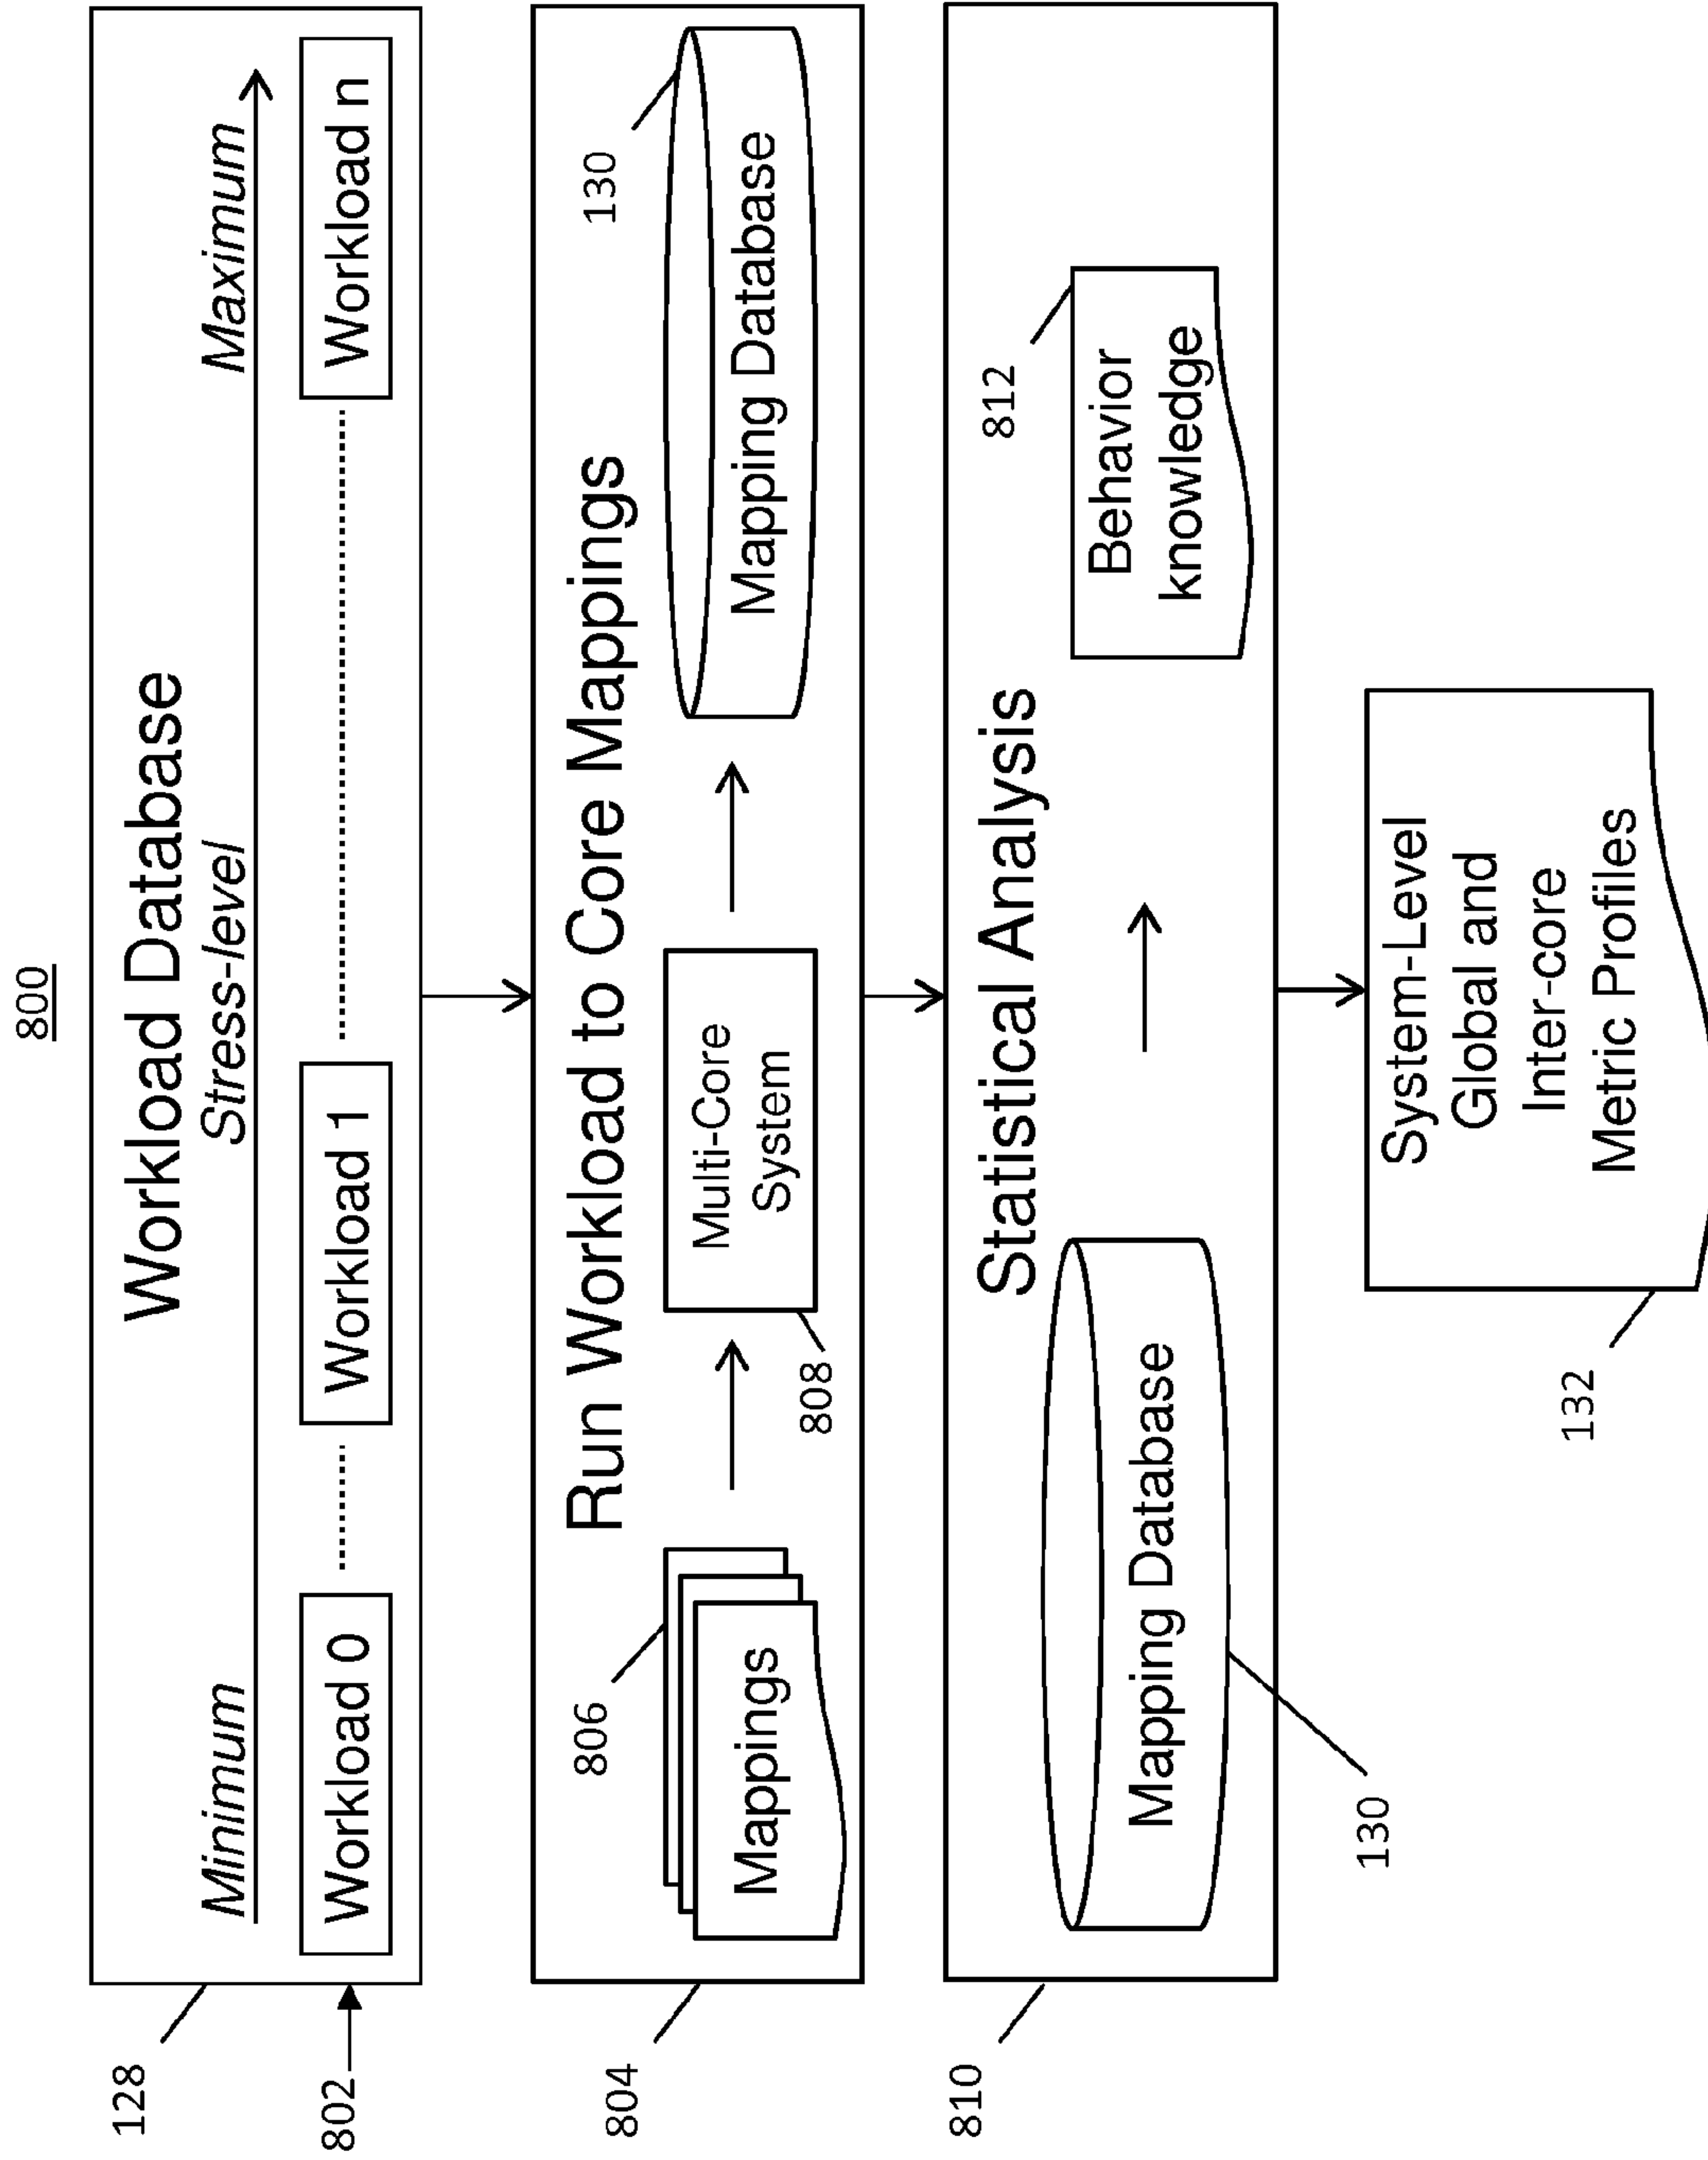 800
Workload Database
Minimum
Stress-level
Maximum
Workload 0
Workload 1
Workload n
128
802
Run Workload to Core Mappings
806
Mappings
Multi-Core
System
808
130
Mapping Database
804
Statistical Analysis
Mapping Database
130
812
Behavior
knowledge
810
System-Level
Global and
Inter-core
Metric Profiles
132